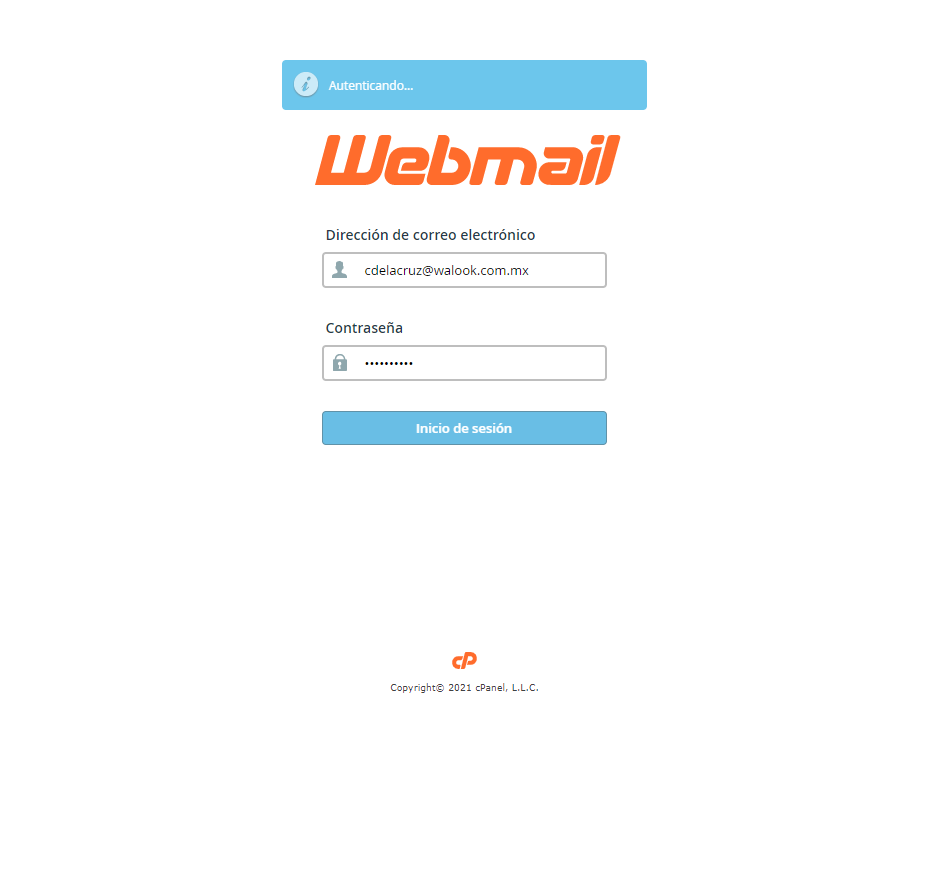 Autenticando...
Webmail
Dirección de correo electrónico
cdelacruz@walook.com.mx
Contraseña
••••••••••
Inicio de sesión
cP
Copyright© 2021 cPanel, L.L.C.